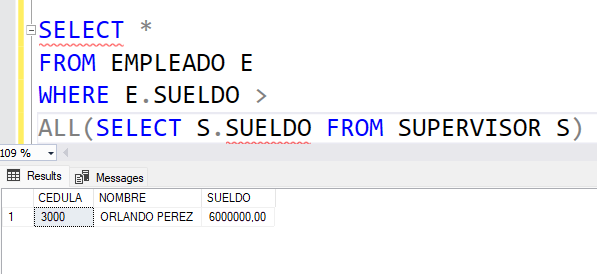 SELECT *
FROM EMPLEADO E
WHERE E.SUELDO >
ALL(SELECT S.SUELDO FROM SUPERVISOR S)
109 %
Results Messages
CEDULA NOMBRE SUELDO
1 3000 ORLANDO PEREZ 6000000,00